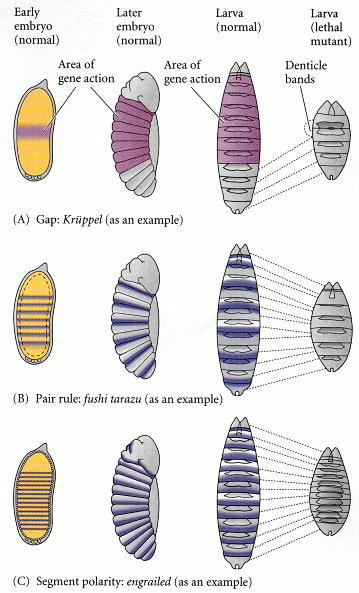 Early
embryo
(normal)
Later
embryo
(normal)
Larva
(normal)
Larva
(lethal
mutant)
Area of
gene action
Area of
gene action
Denticle
bands
(A) Gap: Krüppel (as an example)
(B) Pair rule: fushi tarazu (as an example)
(C) Segment polarity: engrailed (as an example)